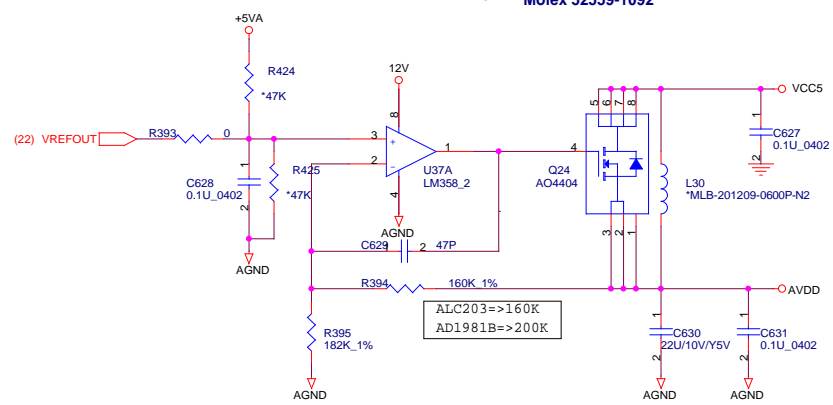 Molex 52559-1092
+5VA
R424
*47K
12V
VCC5
5 6 7 8
(22) VREFOUT
R393
0
3
8
1
2
4
U37A
LM358_2
4
Q24
AO4404
1
C627
0.1U_0402
2
1
C628
0.1U_0402
2
R425
*47K
L30
*MLB-201209-0600P-N2
AGND
3 2 1
C629
1 2
47P
AGND
R394
160K_1%
AVDD
ALC203=>160K
AD1981B=>200K
R395
182K_1%
1
C630
22U/10V/Y5V
2
1
C631
0.1U_0402
2
AGND
AGND
AGND